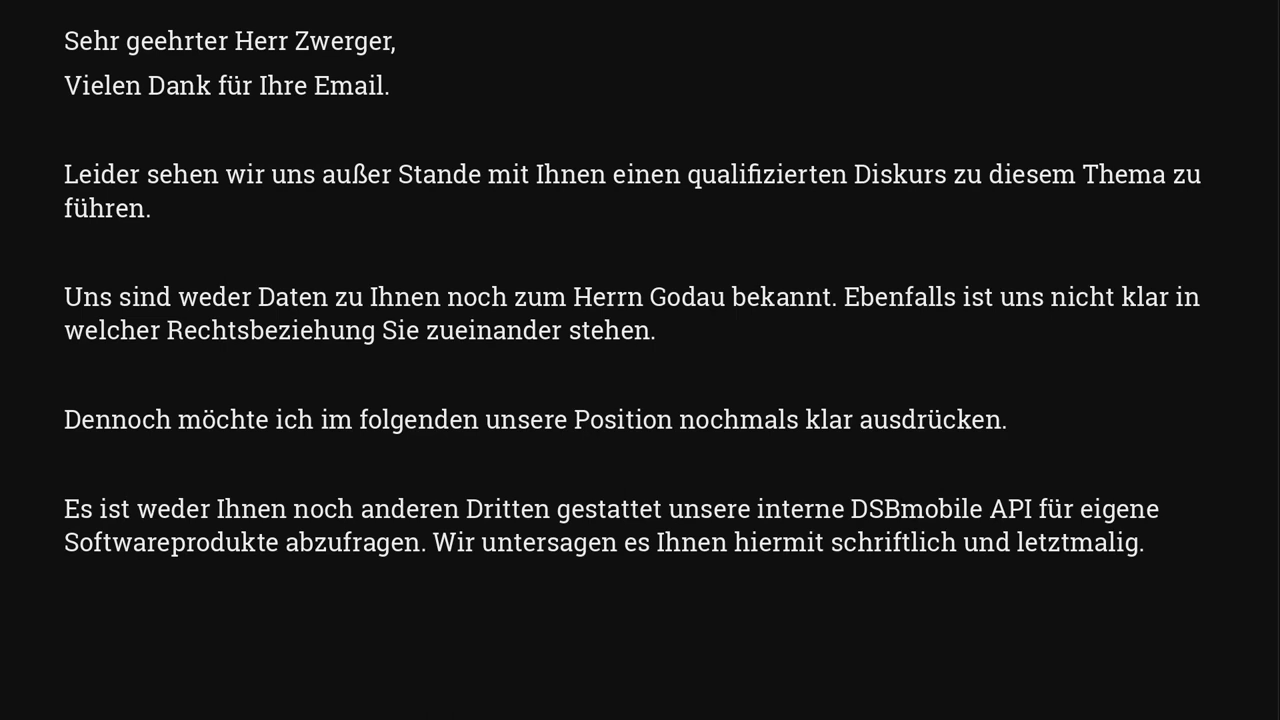 Sehr geehrter Herr Zwerger,
Vielen Dank für Ihre Email.
Leider sehen wir uns außer Stande mit Ihnen einen qualifizierten Diskurs zu diesem Thema zu
führen.
Uns sind weder Daten zu Ihnen noch zum Herrn Godau bekannt. Ebenfalls ist uns nicht klar in
welcher Rechtsbeziehung Sie zueinander stehen.
Dennoch möchte ich im folgenden unsere Position nochmals klar ausdrücken.
Es ist weder Ihnen noch anderen Dritten gestattet unsere interne DSBmobile API für eigene
Softwareprodukte abzufragen. Wir untersagen es Ihnen hiermit schriftlich und letztmalig.